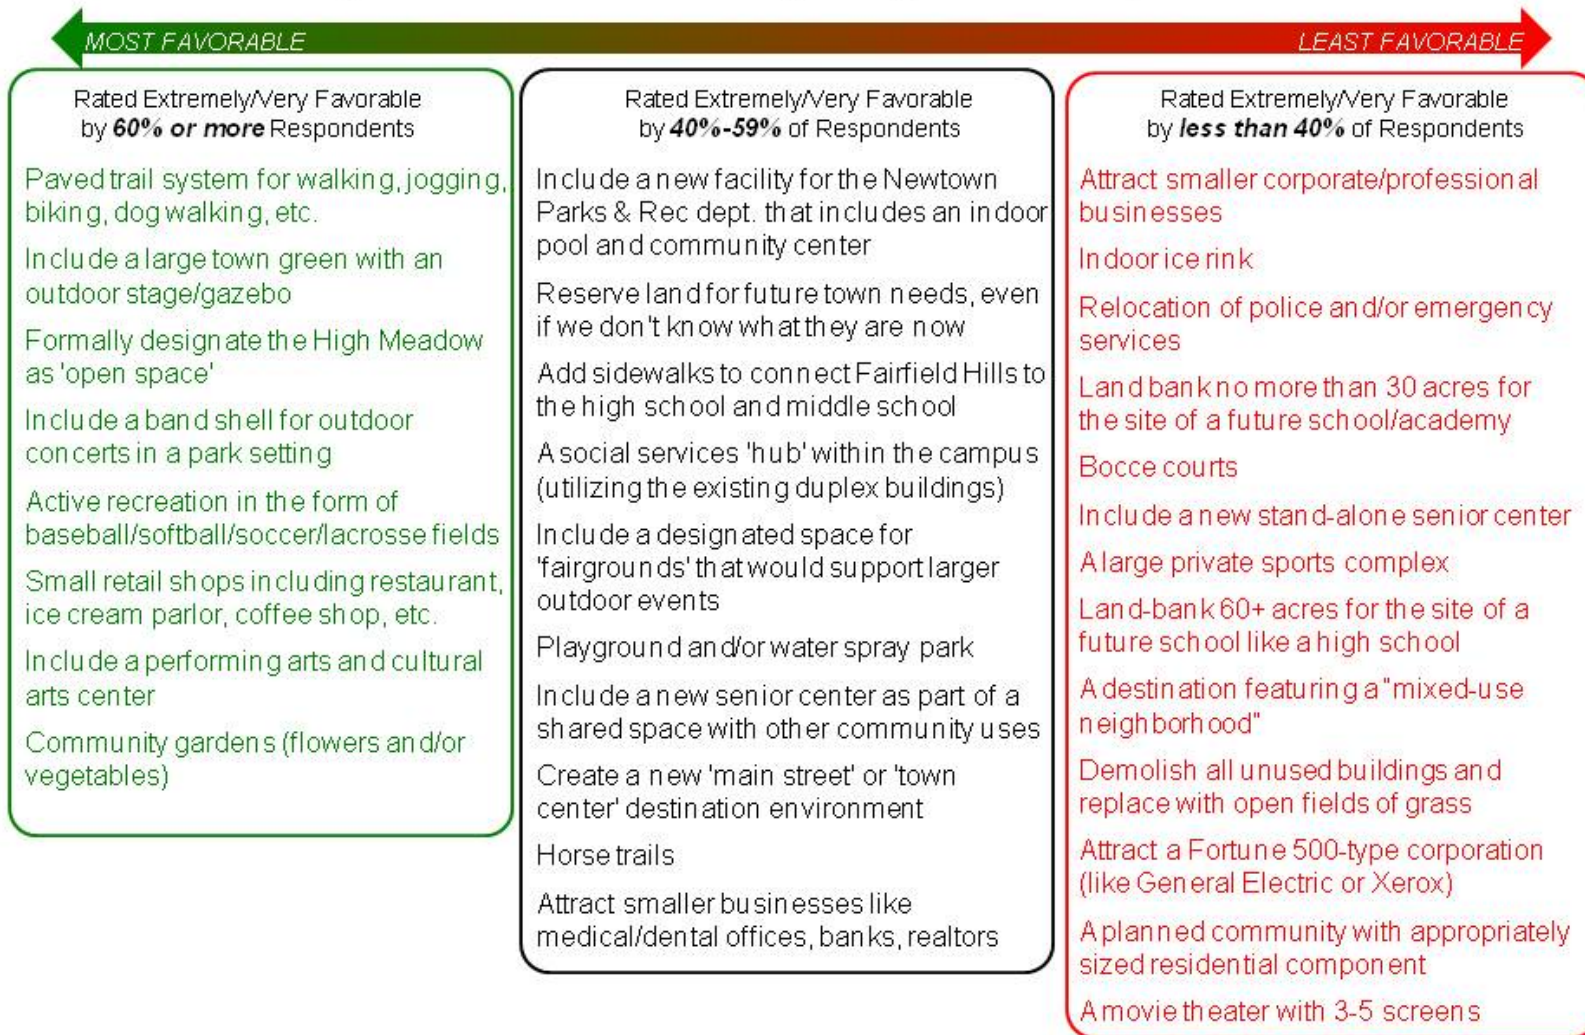 MOST FAVORABLE
LEAST FAVORABLE
Rated Extremely/Very Favorable
by 60% or more Respondents
Paved trail system for walking, jogging,
biking, dog walking, etc.
Include a large town green with an
outdoor stage/gazebo
Formally designate the High Meadow
as 'open space'
Include a band shell for outdoor
concerts in a park setting
Active recreation in the form of
baseball/softball/soccer/lacrosse fields
Small retail shops including restaurant,
ice cream parlor, coffee shop, etc.
Include a performing arts and cultural
arts center
Community gardens (flowers and/or
vegetables)
Rated Extremely/Very Favorable
by 40%-59% of Respondents
Include a new facility for the Newtown
Parks & Rec dept. that includes an indoor
pool and community center
Reserve land for future town needs, even
if we don't know what they are now
Add sidewalks to connect Fairfield Hills to
the high school and middle school
A social services 'hub' within the campus
(utilizing the existing duplex buildings)
Include a designated space for
'fairgrounds' that would support larger
outdoor events
Playground and/or water spray park
Include a new senior center as part of a
shared space with other community uses
Create a new 'main street' or 'town
center' destination environment
Horse trails
Attract smaller businesses like
medical/dental offices, banks, realtors
Rated Extremely/Very Favorable
by less than 40% of Respondents
Attract smaller corporate/professional
businesses
Indoor ice rink
Relocation of police and/or emergency
services
Land bank no more than 30 acres for
the site of a future school/academy
Bocce courts
Include a new stand-alone senior center
A large private sports complex
Land-bank 60+ acres for the site of a
future school like a high school
A destination featuring a "mixed-use
neighborhood"
Demolish all unused buildings and
replace with open fields of grass
Attract a Fortune 500-type corporation
(like General Electric or Xerox)
A planned community with appropriately
sized residential component
A movie theater with 3-5 screens